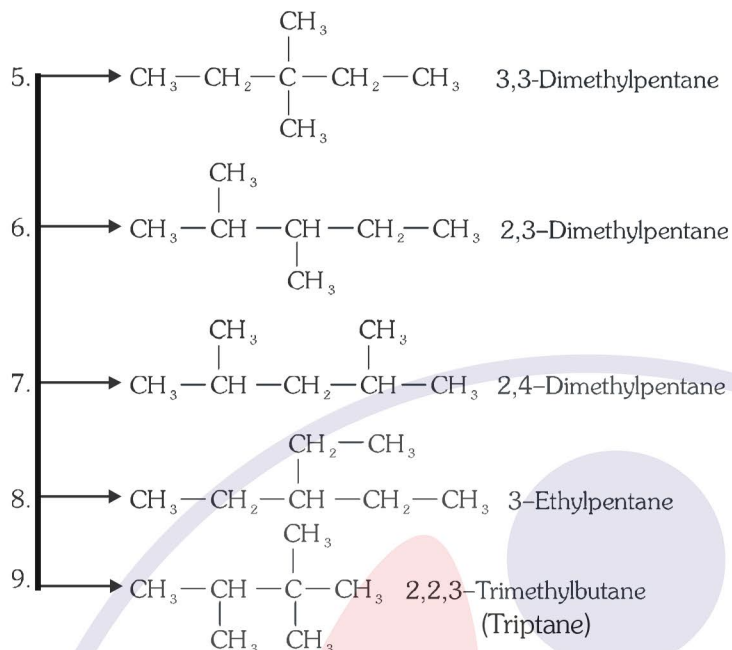 CH₃
5. CH₃—CH₂—C—CH₂—CH₃ 3,3-Dimethylpentane
CH₃
CH₃
6. CH₃—CH—CH—CH₂—CH₃ 2,3–Dimethylpentane
CH₃
CH₃ CH₃
7. CH₃—CH—CH₂—CH—CH₃ 2,4–Dimethylpentane
CH₂—CH₃
8. CH₃—CH₂—CH—CH₂—CH₃ 3–Ethylpentane
CH₃
9. CH₃—CH—C—CH₃ 2,2,3–Trimethylbutane
CH₃ CH₃ (Triptane)